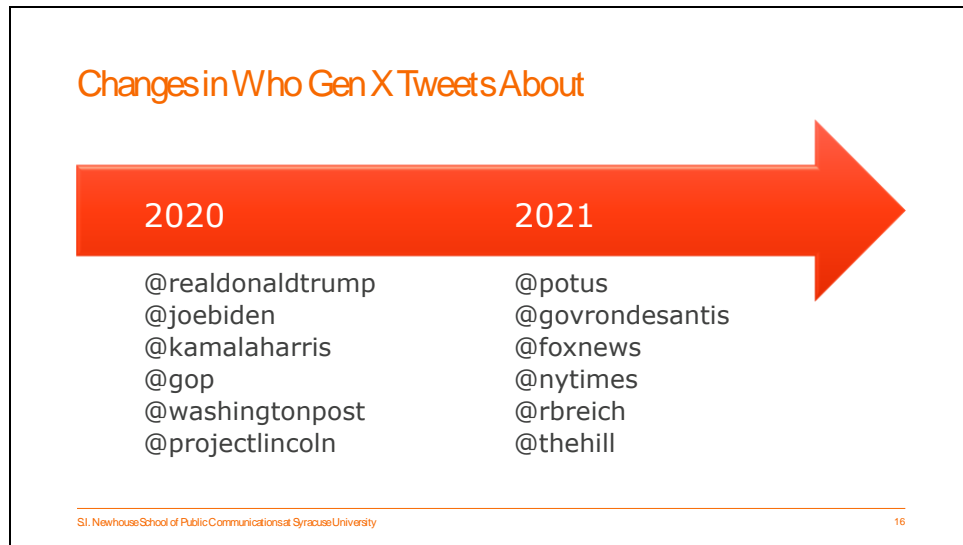 Changes in Who Gen X Tweets About
2020
2021
@realdonaldtrump
@joebiden
@kamalaharris
@gop
@washingtonpost
@projectlincoln
@potus
@govrondesantis
@foxnews
@nytimes
@rbreich
@thehill
S.I. Newhouse School of Public Communications at Syracuse University
16